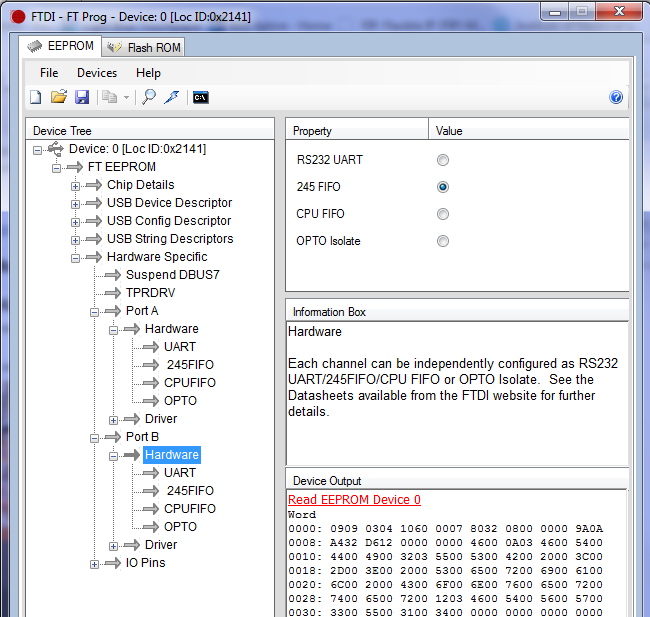 FTDI - FT Prog - Device: 0 [Loc ID:0x2141]
EEPROM Flash ROM
File Devices Help
C:\
Device Tree
Device: 0 [Loc ID:0x2141]
FT EEPROM
Chip Details
USB Device Descriptor
USB Config Descriptor
USB String Descriptors
Hardware Specific
Suspend DBUS7
TPRDRV
Port A
Hardware
UART
245FIFO
CPUFIFO
OPTO
Driver
Port B
Hardware
UART
245FIFO
CPUFIFO
OPTO
Driver
IO Pins
Property Value
RS232 UART
245 FIFO
CPU FIFO
OPTO Isolate
Information Box
Hardware
Each channel can be independently configured as RS232
UART/245FIFO/CPU FIFO or OPTO Isolate. See the
Datasheets available from the FTDI website for further
details.
Device Output
Read EEPROM Device 0
Word
0000: 0909 0304 1060 0007 8032 0800 0000 9A0A
0008: A432 D612 0000 0000 4600 0A03 4600 5400
0010: 4400 4900 3203 5500 5300 4200 2000 3C00
0018: 2D00 3E00 2000 5300 6500 7200 6900 6100
0020: 6C00 2000 4300 6F00 6E00 7600 6500 7200
0028: 7400 6500 7200 1203 4600 5400 5600 5700
0030: 3300 5500 3100 3400 0000 0000 0000 0000